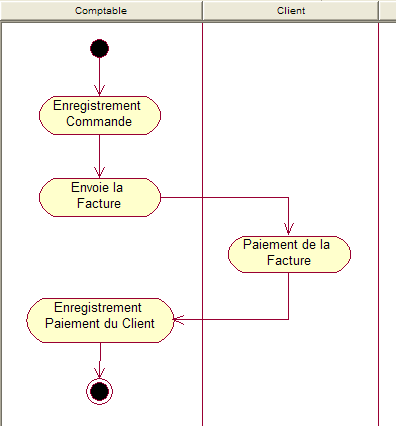 Comptable
Client
Enregistrement
Commande
Envoie la
Facture
Paiement de la
Facture
Enregistrement
Paiement du Client